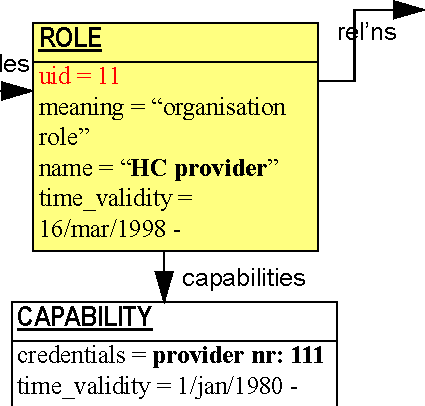 ROLE
rel'ns
les
uid = 11
meaning = “organisation
role”
name = “HC provider”
time_validity =
16/mar/1998 -
capabilities
CAPABILITY
credentials = provider nr: 111
time_validity = 1/jan/1980 -